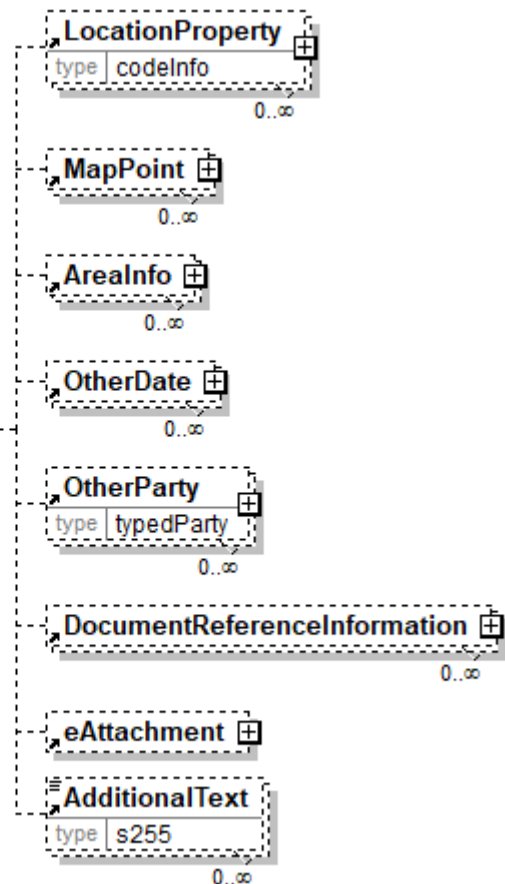 LocationProperty
type codeInfo
0..∞
MapPoint
0..∞
AreaInfo
0..∞
OtherDate
0..∞
OtherParty
type typedParty
0..∞
DocumentReferenceInformation
0..∞
eAttachment
AdditionalText
type s255
0..∞